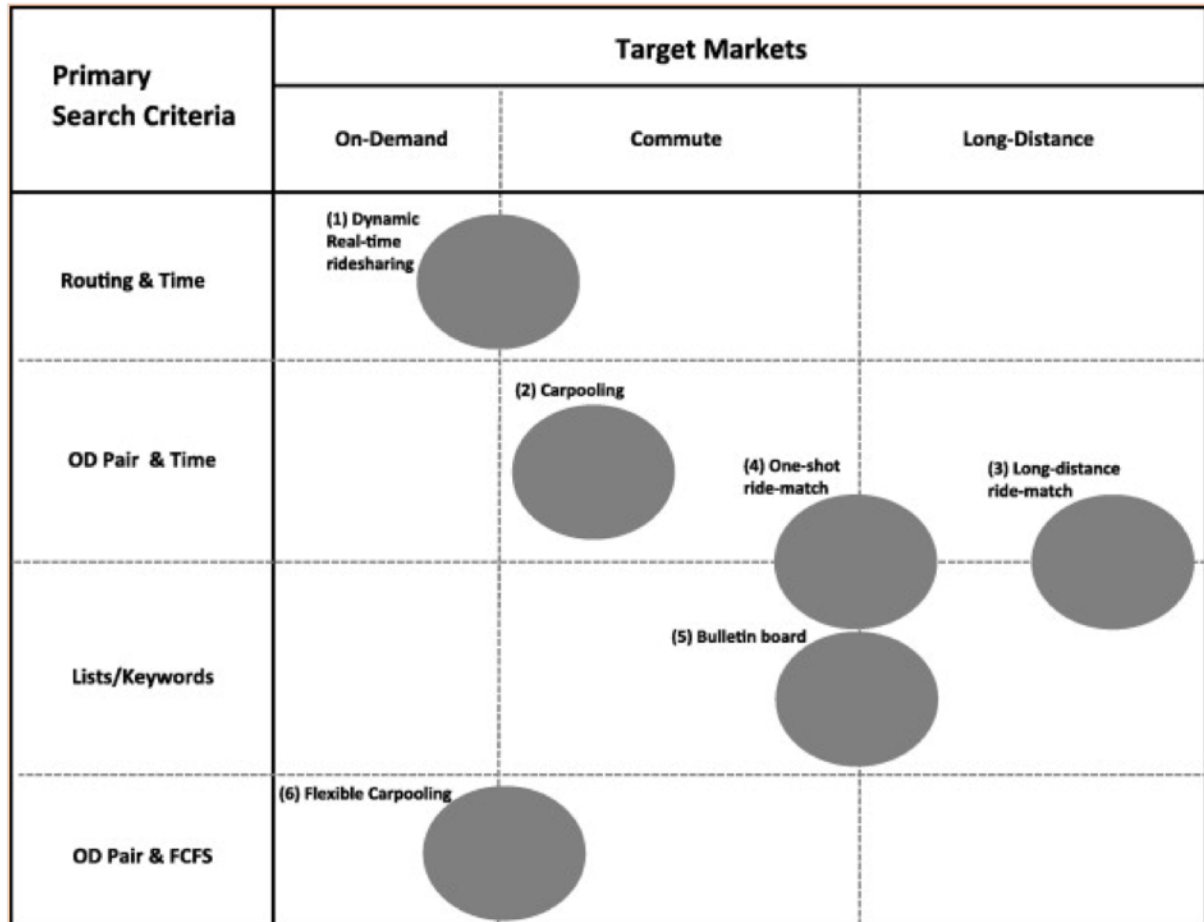 Primary
Search Criteria
Target Markets
On-Demand
Commute
Long-Distance
Routing & Time
(1) Dynamic
Real-time
ridesharing
OD Pair & Time
(2) Carpooling
(4) One-shot
ride-match
(3) Long-distance
ride-match
Lists/Keywords
(5) Bulletin board
OD Pair & FCFS
(6) Flexible Carpooling